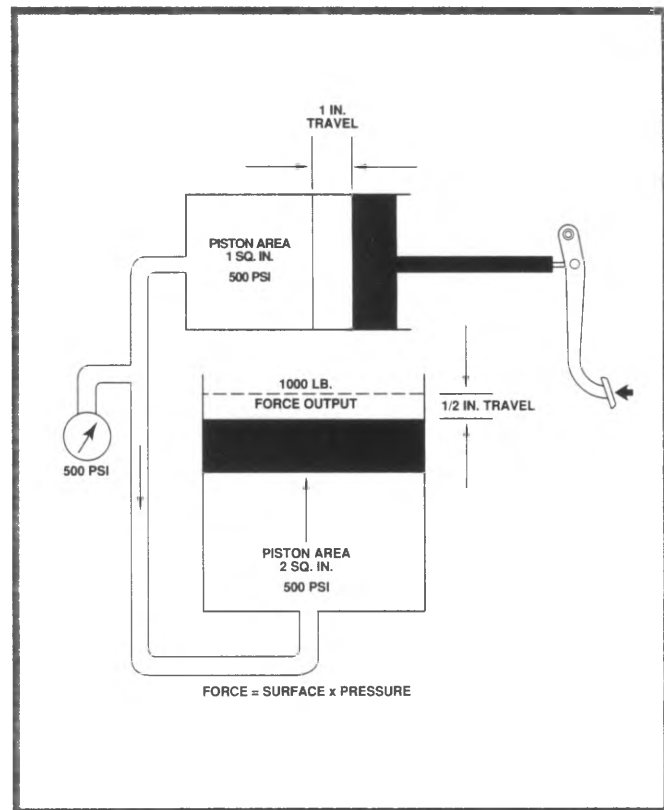 1 IN.
TRAVEL
PISTON AREA
1 SQ. IN.
500 PSI
1000 LB.
FORCE OUTPUT
1/2 IN. TRAVEL
500 PSI
PISTON AREA
2 SQ. IN.
500 PSI
FORCE = SURFACE x PRESSURE